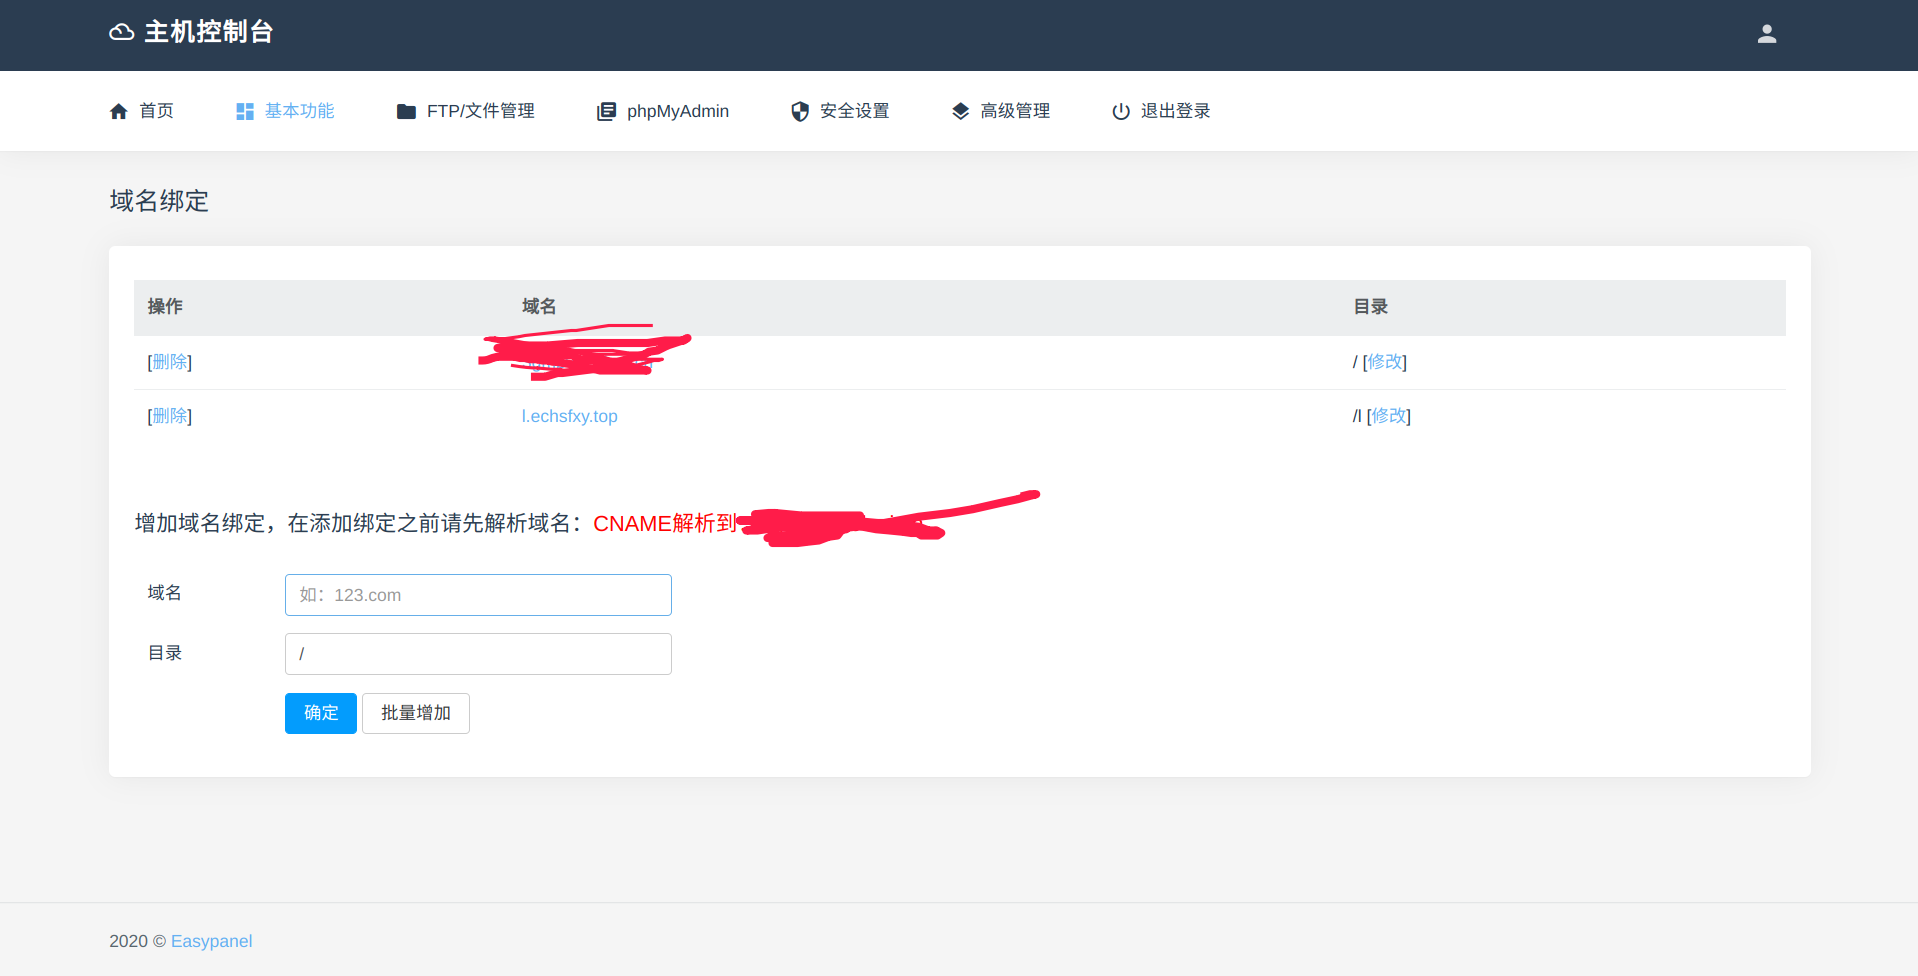 主机控制台
首页 基本功能 FTP/文件管理 phpMyAdmin 安全设置 高级管理 退出登录
域名绑定
操作 域名 目录
[删除] / [修改]
[删除] l.echsfxy.top /l [修改]
增加域名绑定，在添加绑定之前请先解析域名：CNAME解析到
域名 如：123.com
目录 /
确定 批量增加
2020 © Easypanel